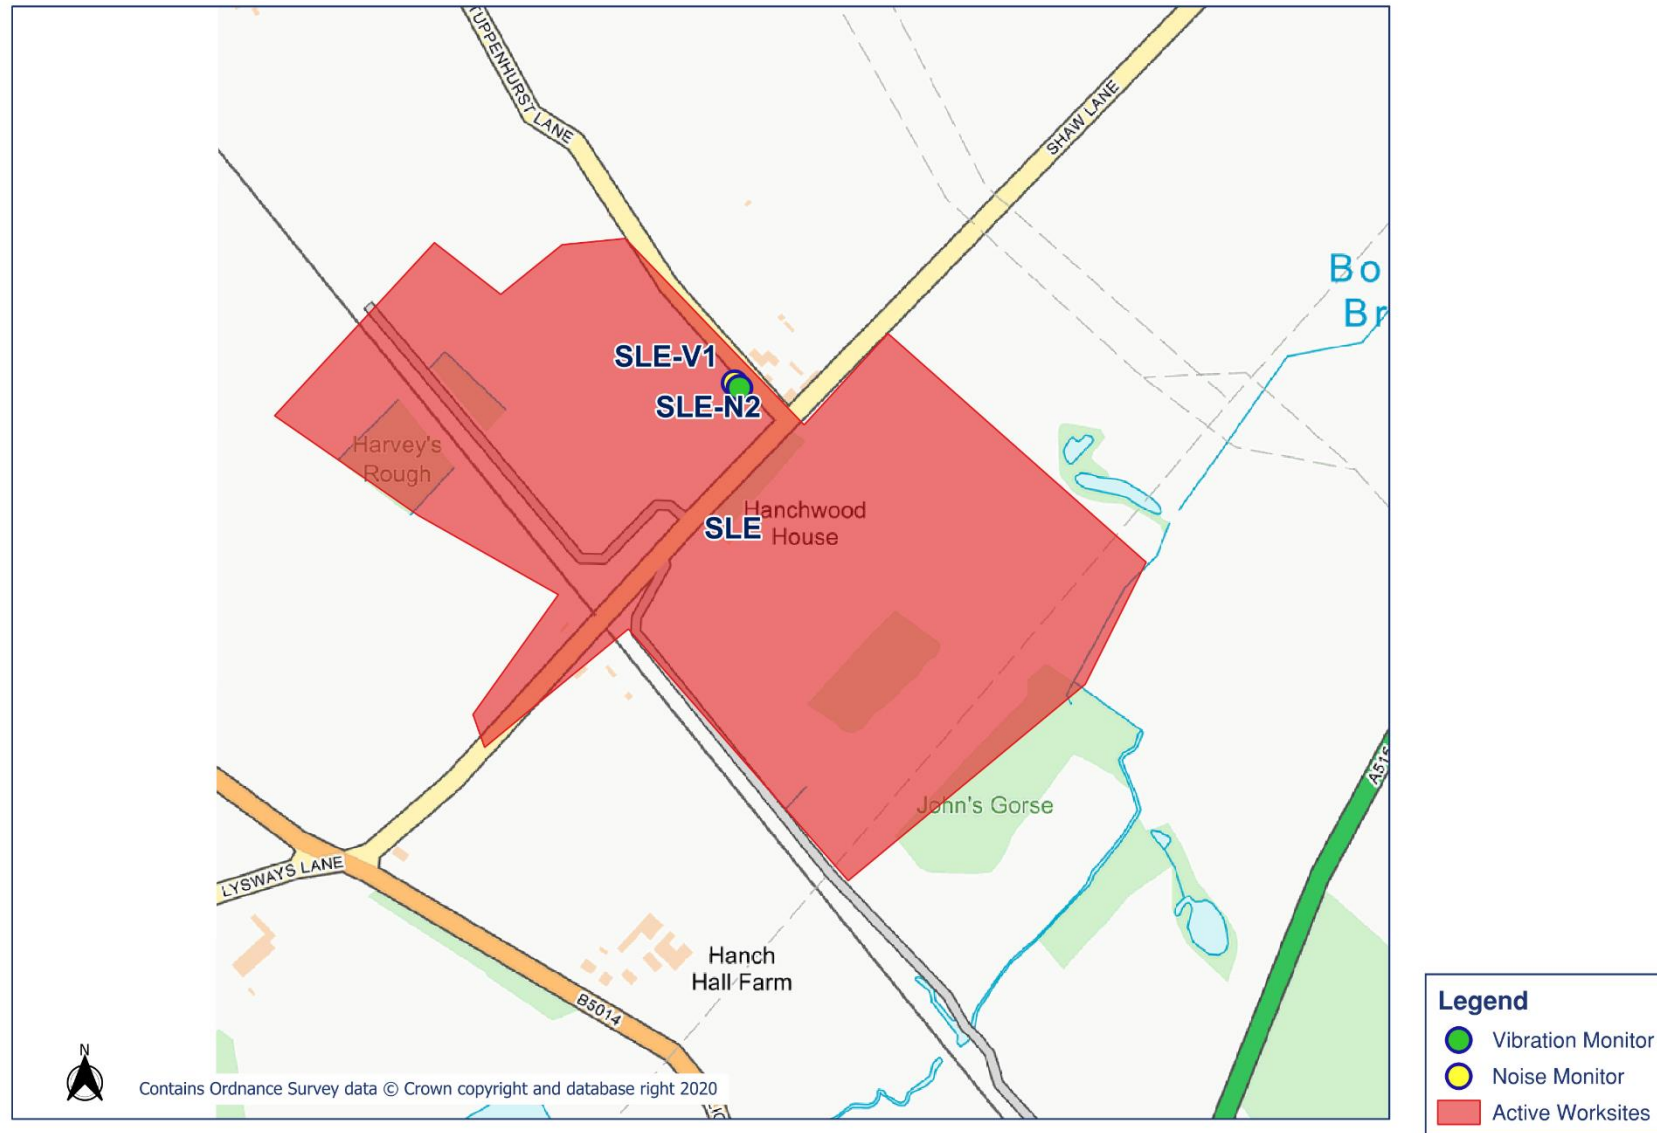 TUPPENHURST LANE
SHAW LANE
Bo
Br
SLE-V1
SLE-N2
Harvey's
Rough
SLE
Hanchwood
House
John's Gorse
A515
LYSWAYS LANE
Hanch
Hall Farm
B5014
N
Contains Ordnance Survey data © Crown copyright and database right 2020
Legend
Vibration Monitor
Noise Monitor
Active Worksites